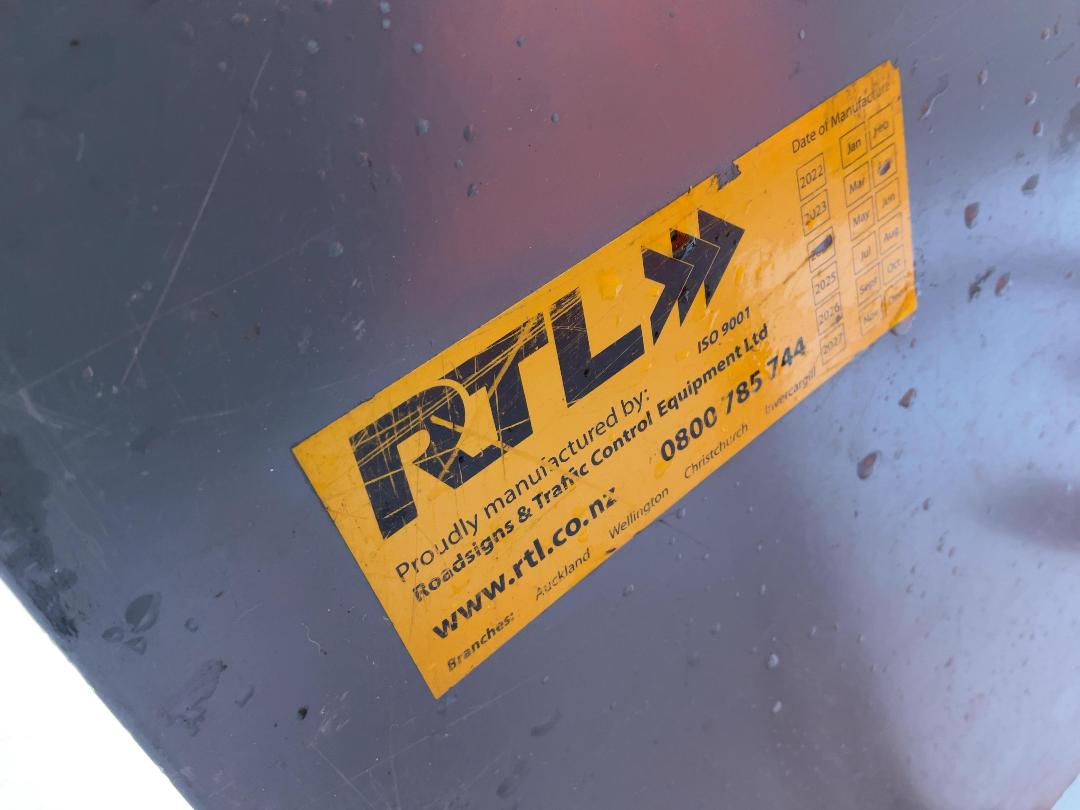 RTL
ISO 9001
Proudly manufactured by:
Roadsigns & Traffic Control Equipment Ltd
www.rtl.co.nz 0800 785 744
Branches: Auckland Wellington Christchurch Invercargill
Date of Manufacture
2022 Jan Feb
2023 Mar
May Jun
2025 Jul Aug
2026 Sept Oct
2027 Nov